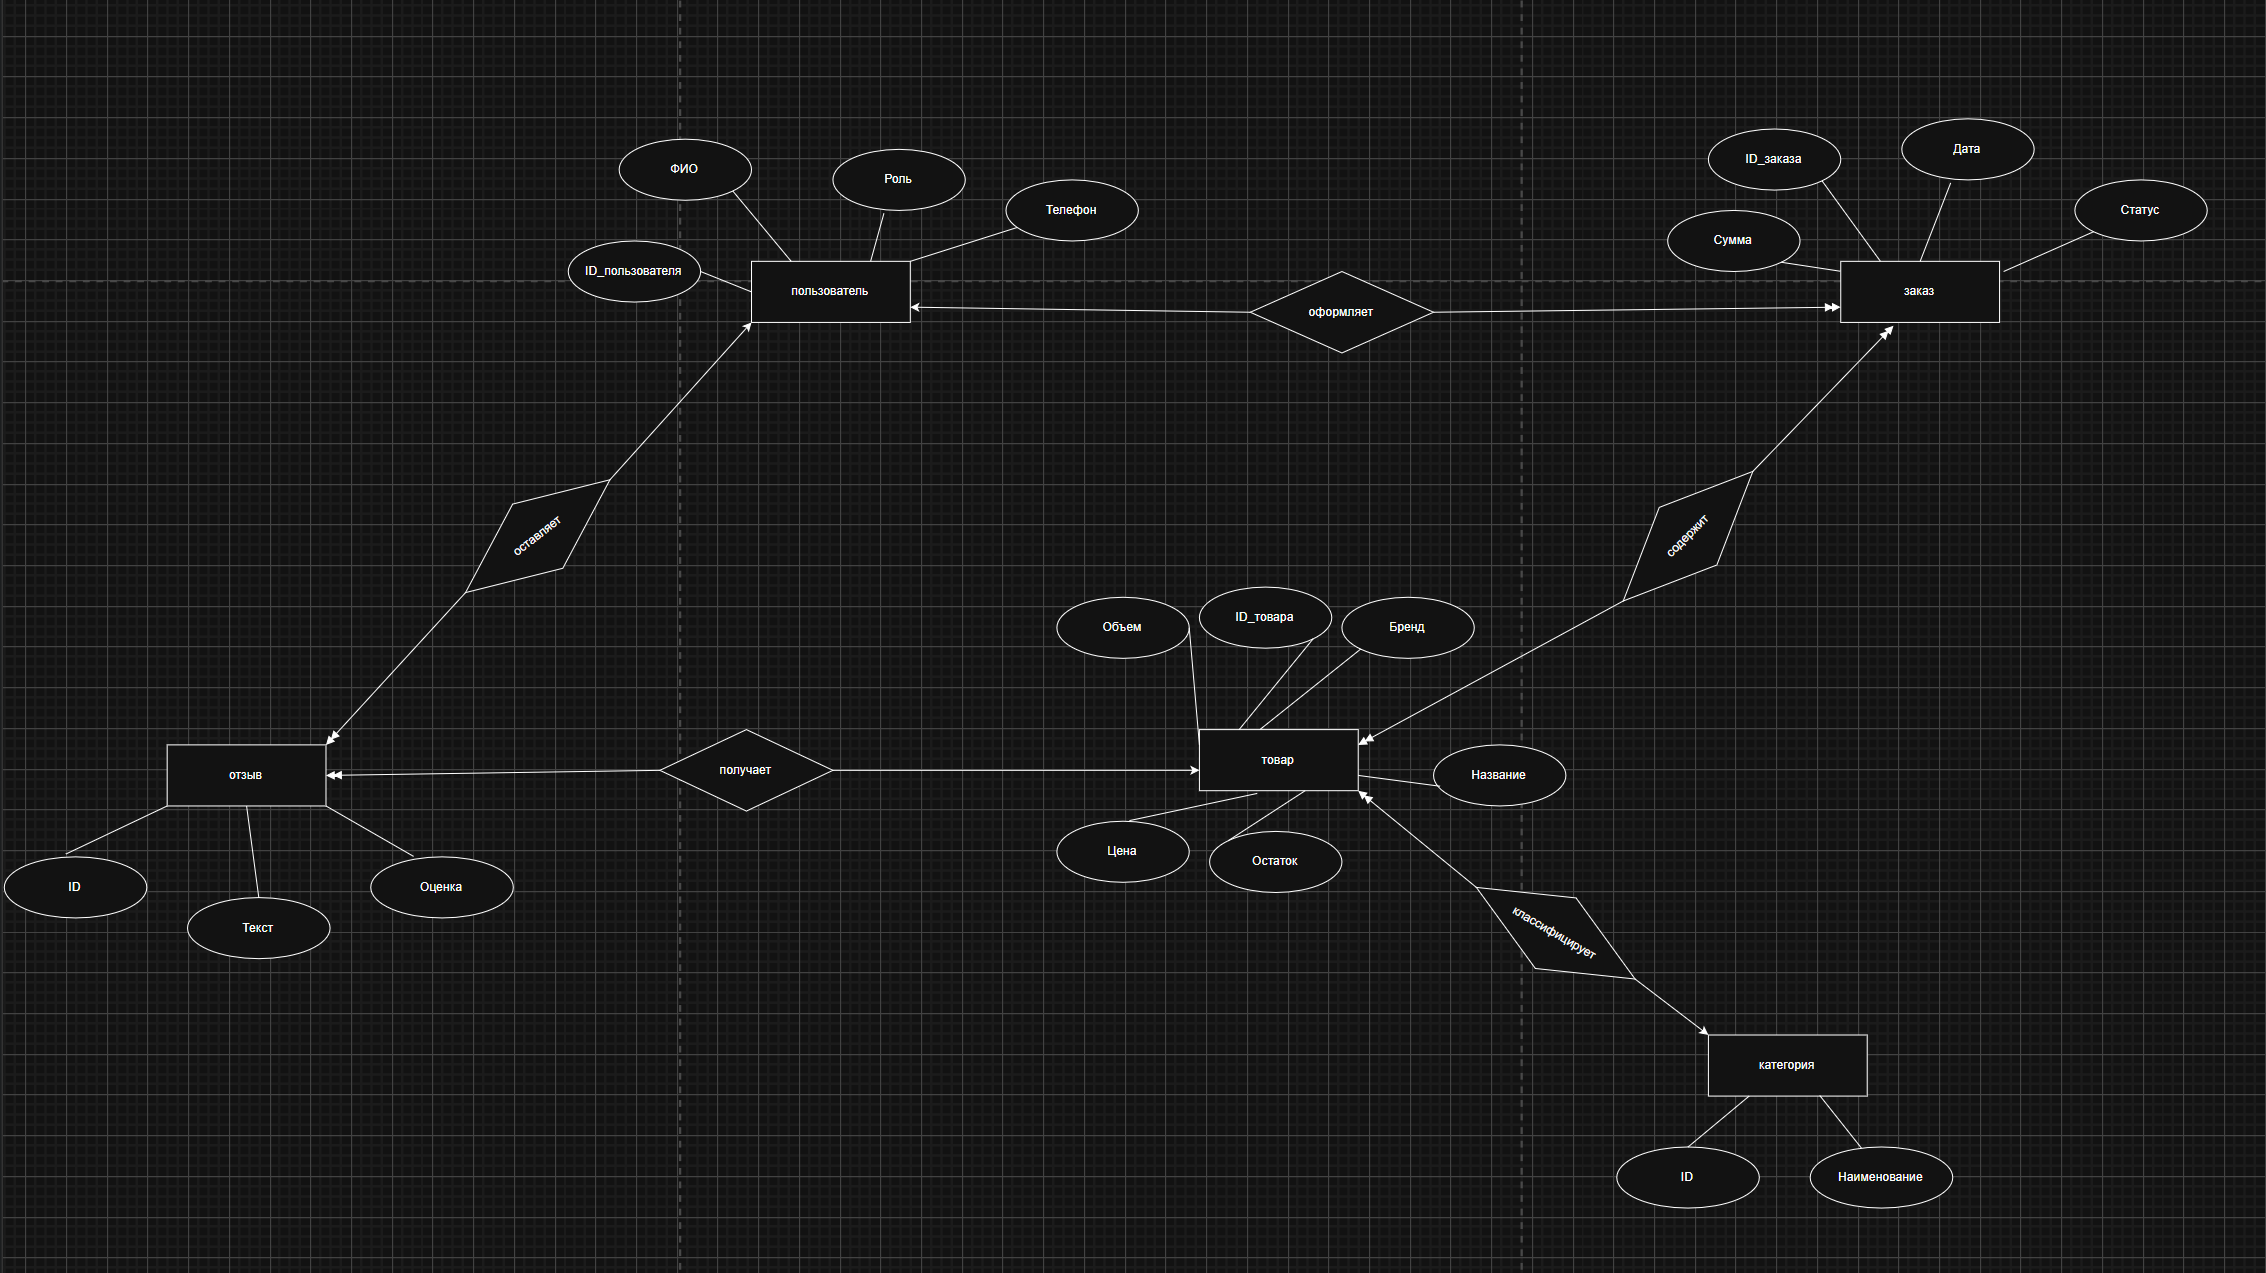 ФИО
Роль
Телефон
ID_пользователя
пользователь
оформляет
ID_заказа
Дата
Статус
Сумма
заказ
оставляет
содержит
Объем
ID_товара
Бренд
отзыв
получает
товар
Название
Цена
Остаток
ID
Текст
Оценка
классифицирует
категория
ID
Наименование